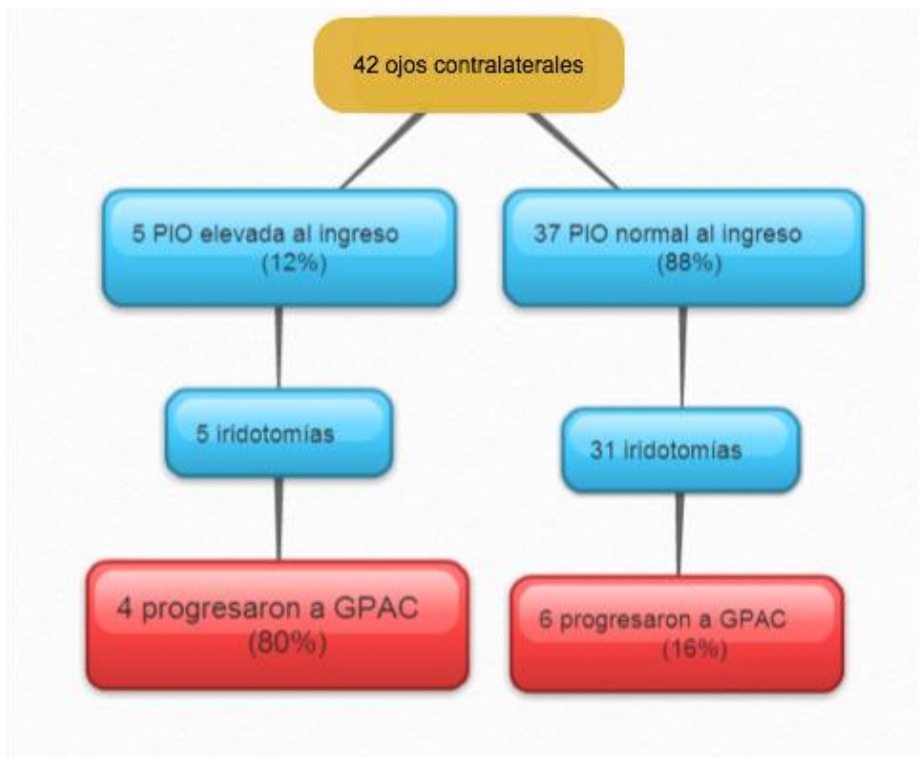 42 ojos contralaterales
5 PIO elevada al ingreso
(12%)
37 PIO normal al ingreso
(88%)
5 iridotomías
31 iridotomías
4 progresaron a GPAC
(80%)
6 progresaron a GPAC
(16%)